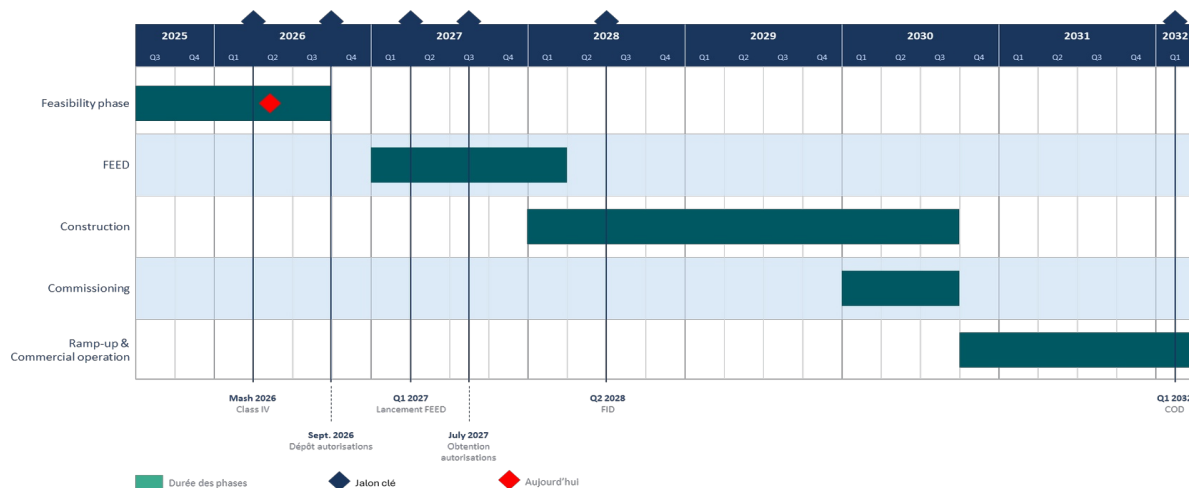 2025 2026 2027 2028 2029 2030 2031 2032
Q3 Q4 Q1 Q2 Q3 Q4 Q1 Q2 Q3 Q4 Q1 Q2 Q3 Q4 Q1 Q2 Q3 Q4 Q1 Q2 Q3 Q4 Q1 Q2 Q3 Q4 Q1
Feasibility phase
FEED
Construction
Commissioning
Ramp-up &
Commercial operation
Mash 2026 Q1 2027 Q2 2028 Q1 2032
Class IV Lancement FEED FID COD
Sept. 2026 July 2027
Dépôt autorisations Obtention
autorisations
Durée des phases Jalon clé Aujourd'hui